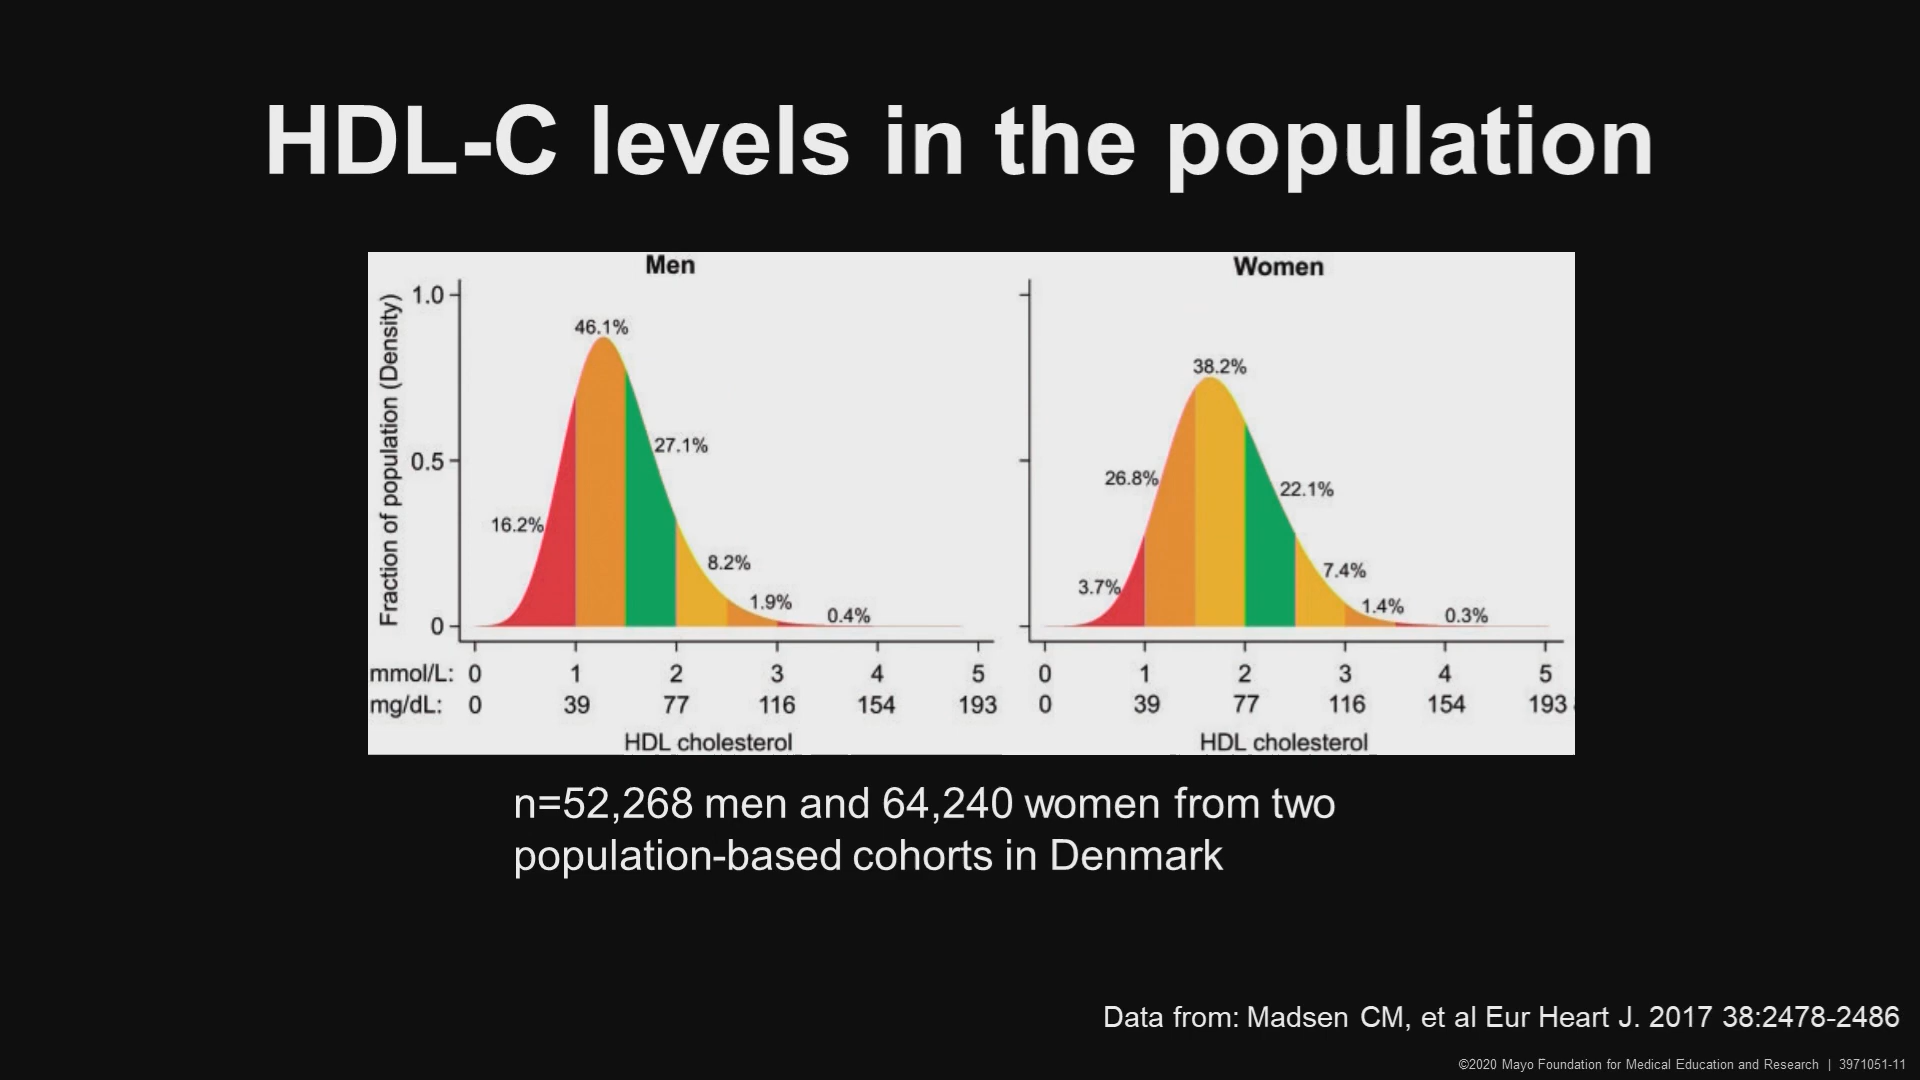 HDL-C levels in the population
Men
Women
Fraction of population (Density)
1.0
0.5
0
46.1%
27.1%
16.2%
8.2%
1.9%
0.4%
38.2%
26.8%
22.1%
3.7%
7.4%
1.4%
0.3%
mmol/L: 0 1 2 3 4 5 0 1 2 3 4 5
mg/dL: 0 39 77 116 154 193 0 39 77 116 154 193
HDL cholesterol
HDL cholesterol
n=52,268 men and 64,240 women from two
population-based cohorts in Denmark
Data from: Madsen CM, et al Eur Heart J. 2017 38:2478-2486
©2020 Mayo Foundation for Medical Education and Research | 3971051-11